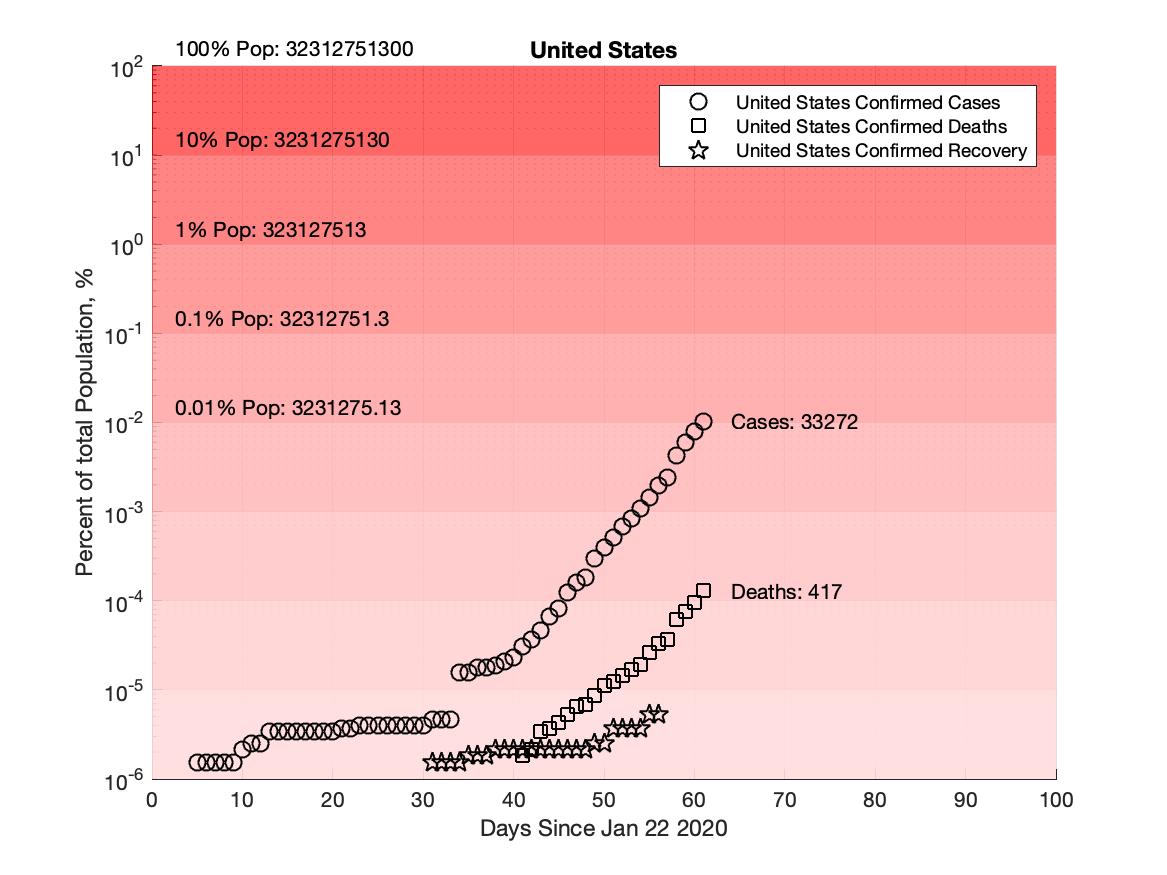 100% Pop: 32312751300
United States
10% Pop: 3231275130
1% Pop: 323127513
0.1% Pop: 32312751.3
0.01% Pop: 3231275.13
United States Confirmed Cases
United States Confirmed Deaths
United States Confirmed Recovery
Cases: 33272
Deaths: 417
Percent of total Population, %
10^2
10^1
10^0
10^-1
10^-2
10^-3
10^-4
10^-5
10^-6
0 10 20 30 40 50 60 70 80 90 100
Days Since Jan 22 2020